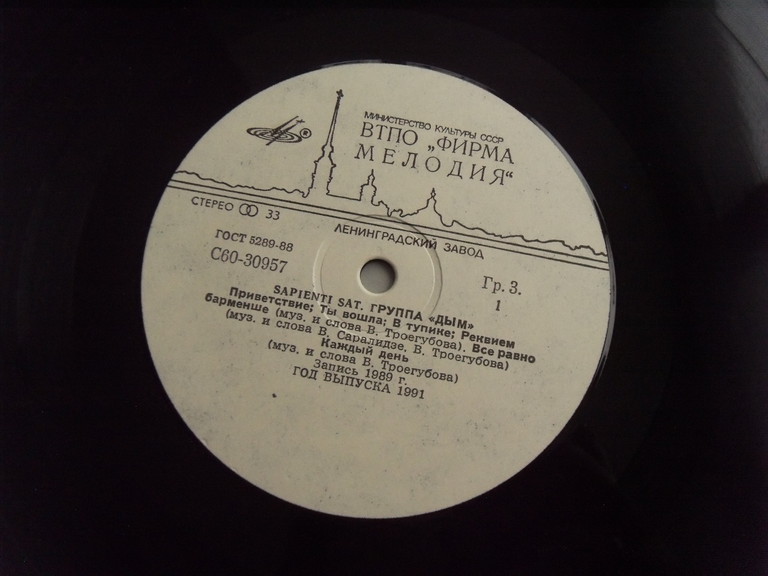 МИНИСТЕРСТВО КУЛЬТУРЫ СССР
ВТПО „ФИРМА
МЕЛОДИЯ“
®
СТЕРЕО 33
ЛЕНИНГРАДСКИЙ ЗАВОД
ГОСТ 5289-88
С60-30957
Гр. 3.
1
SAPIENTI SAT. ГРУППА «ДЫМ»
Приветствие; Ты вошла; В тупике; Реквием
барменше (муз. и слова В. Троегубова). Все равно
(муз. и слова В. Саралидзе, В. Троегубова)
Каждый день
(муз. и слова В. Троегубова)
Запись 1989 г.
ГОД ВЫПУСКА 1991